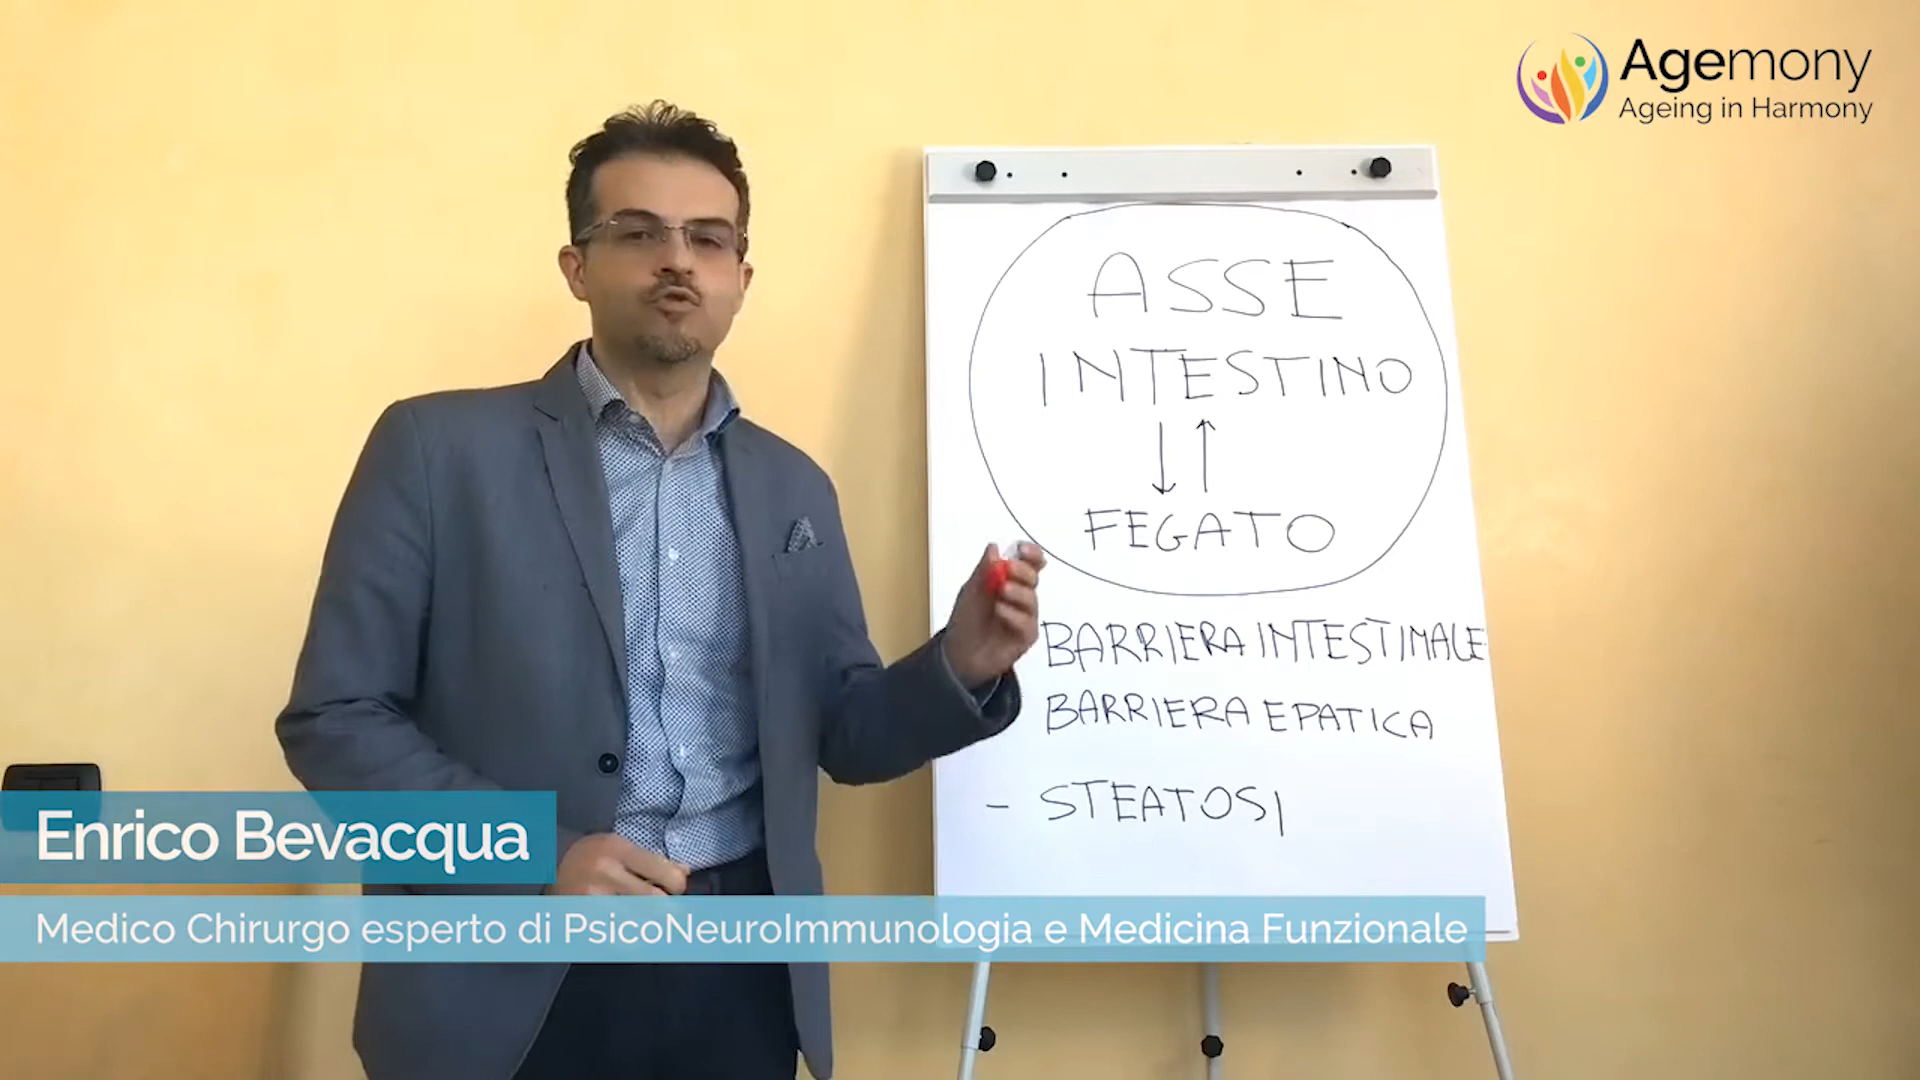 Agemony
Ageing in Harmony
ASSE
INTESTINO
FEGATO
BARRIERA INTESTINALE
BARRIERA EPATICA
- STEATOSI
Enrico Bevacqua
Medico Chirurgo esperto di PsicoNeuroImmunologia e Medicina Funzionale